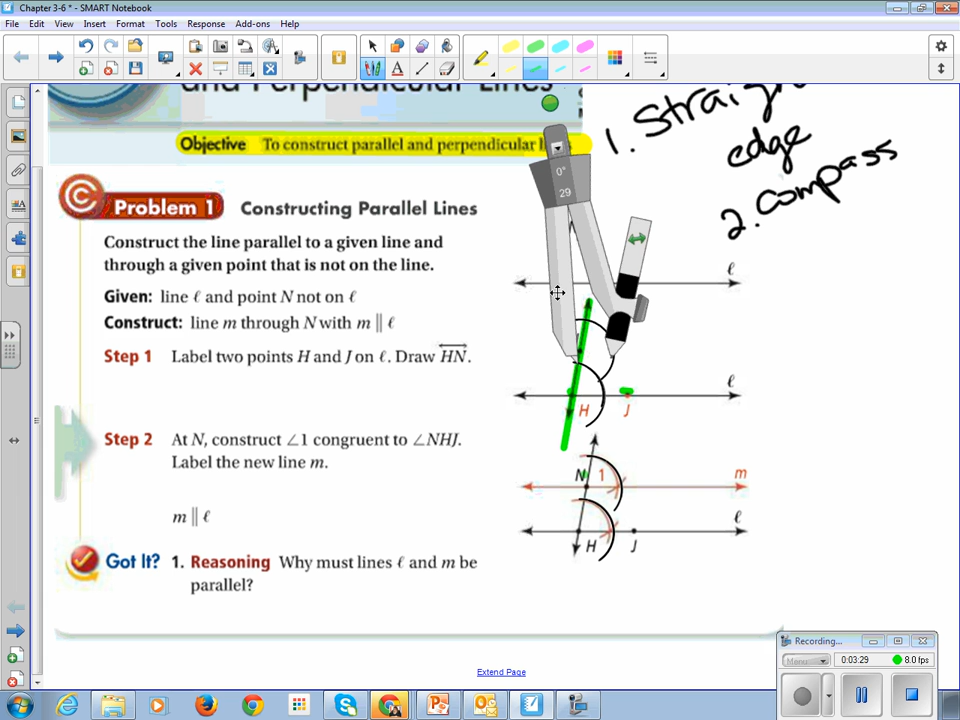 Chapter 3-6 * - SMART Notebook
File Edit View Insert Format Tools Response Add-ons Help
and Perpendicular Lines
1. Straigh
edge
2. Compass
Objective To construct parallel and perpendicular l
0°
29
Problem 1 Constructing Parallel Lines
Construct the line parallel to a given line and
through a given point that is not on the line.
Given: line ℓ and point N not on ℓ
Construct: line m through N with m ∥ ℓ
Step 1 Label two points H and J on ℓ. Draw HN.
ℓ
ℓ
H J
Step 2 At N, construct ∠1 congruent to ∠NHJ.
Label the new line m.
m ∥ ℓ
N 1 m
ℓ
H J
Got It? 1. Reasoning Why must lines ℓ and m be
parallel?
Extend Page
Recording...
Menu 0:03:29 8.0 fps